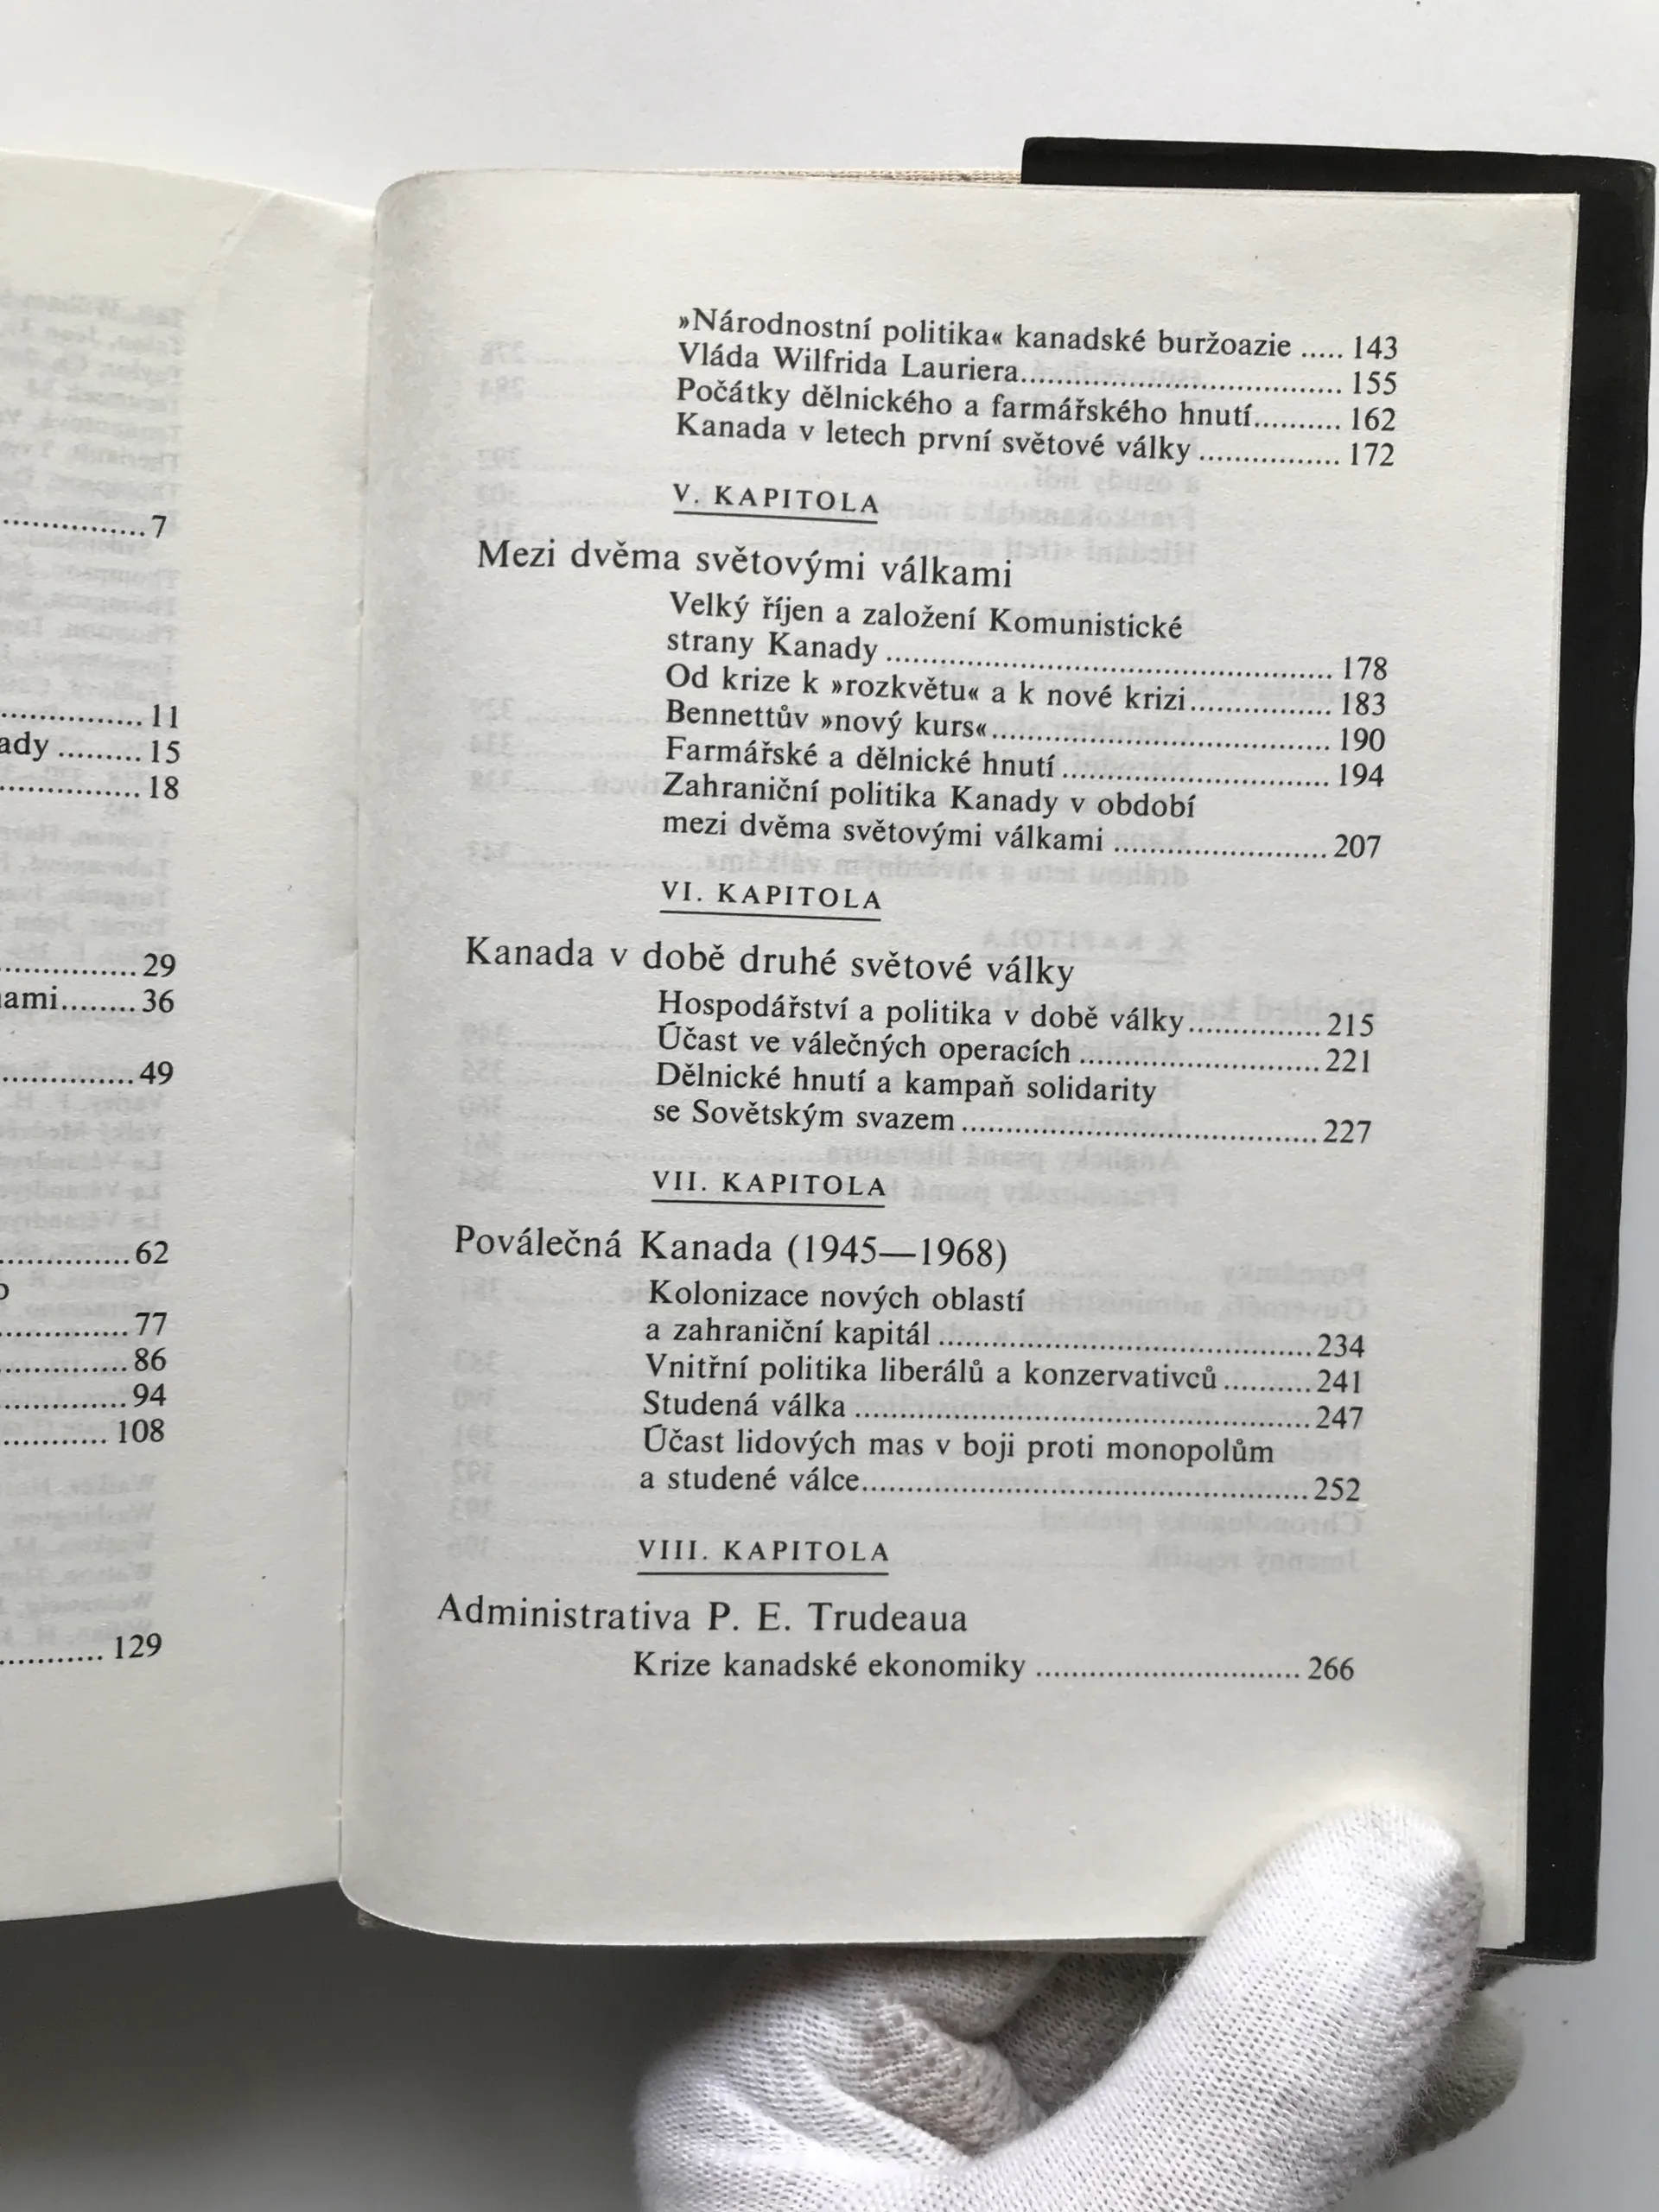 7
11
ady ......... 15
18
29
ami........ 36
49
62
77
86
94
108
129
»Národnostní politika« kanadské buržoazie ..... 143
Vláda Wilfrida Lauriera.................................... 155
Počátky dělnického a farmářského hnutí.......... 162
Kanada v letech první světové války ................ 172
V. KAPITOLA
Mezi dvěma světovými válkami
Velký říjen a založení Komunistické
strany Kanady .................................................. 178
Od krize k »rozkvětu« a k nové krizi................ 183
Bennettův »nový kurs«...................................... 190
Farmářské a dělnické hnutí .............................. 194
Zahraniční politika Kanady v období
mezi dvěma světovými válkami ........................ 207
VI. KAPITOLA
Kanada v době druhé světové války
Hospodářství a politika v době války............... 215
Účast ve válečných operacích ........................... 221
Dělnické hnutí a kampaň solidarity
se Sovětským svazem ........................................ 227
VII. KAPITOLA
Poválečná Kanada (1945—1968)
Kolonizace nových oblastí
a zahraniční kapitál .......................................... 234
Vnitřní politika liberálů a konzervativců .......... 241
Studená válka .................................................... 247
Účast lidových mas v boji proti monopolům
a studené válce................................................... 252
VIII. KAPITOLA
Administrativa P. E. Trudeaua
Krize kanadské ekonomiky .............................. 266